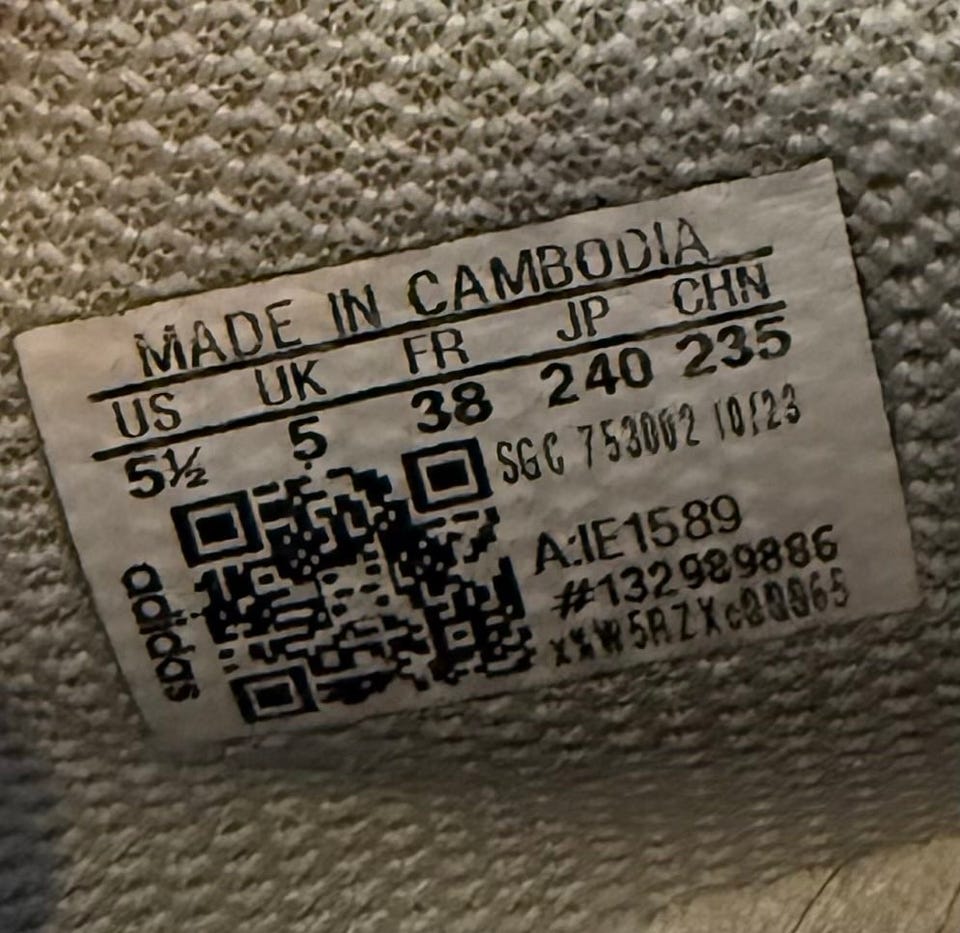 MADE IN CAMBODIA
US UK FR JP CHN
5½ 5 38 240 235
SGC 753002 10/23
A:IE1589
#132989886
adidas